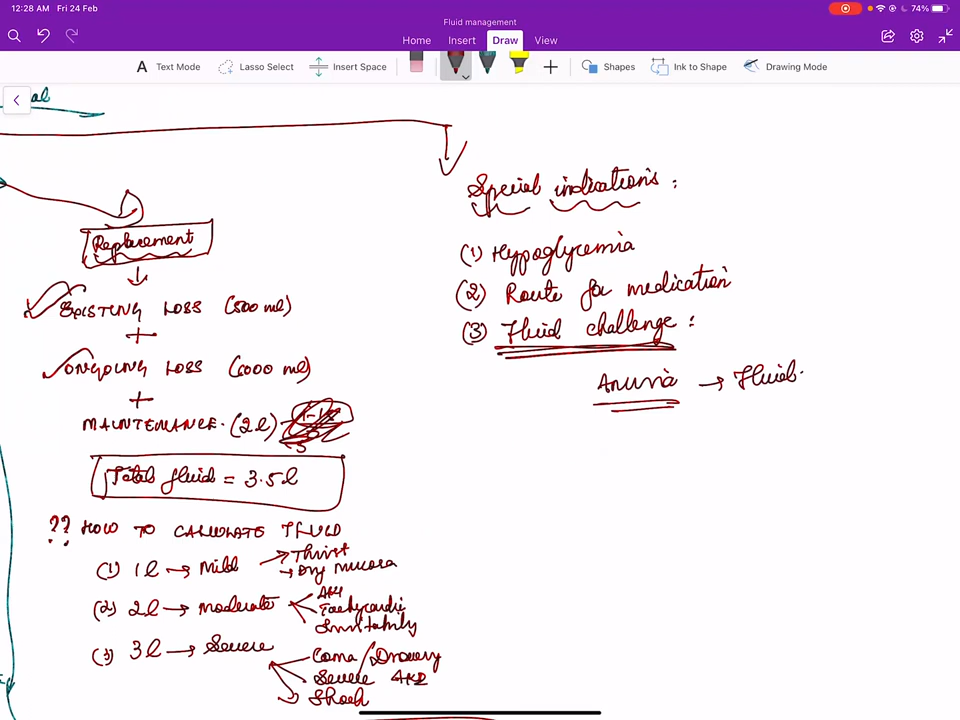 12:28 AM Fri 24 Feb
74%
Fluid management
Home Insert Draw View
Text Mode Lasso Select Insert Space Shapes Ink to Shape Drawing Mode
al
Special indications :
Replacement
(1) Hypoglycemia
(2) Route for medication
EXISTING LOSS (500 ml)
(3) Fluid challenge :
+
ONGOING LOSS (1000 ml)
Anuria → Fluid
+
MAINTENANCE. (2l)
Total fluid = 3.5l
?? HOW TO CALCULATE FLUID
(1) 1l → Mild → Thirst
→ Dry mucosa
(2) 2l → moderate AKI
Tachycardia
Irritability
(3) 3l → Severe
Coma / Drowsy
Severe AKI
Shock